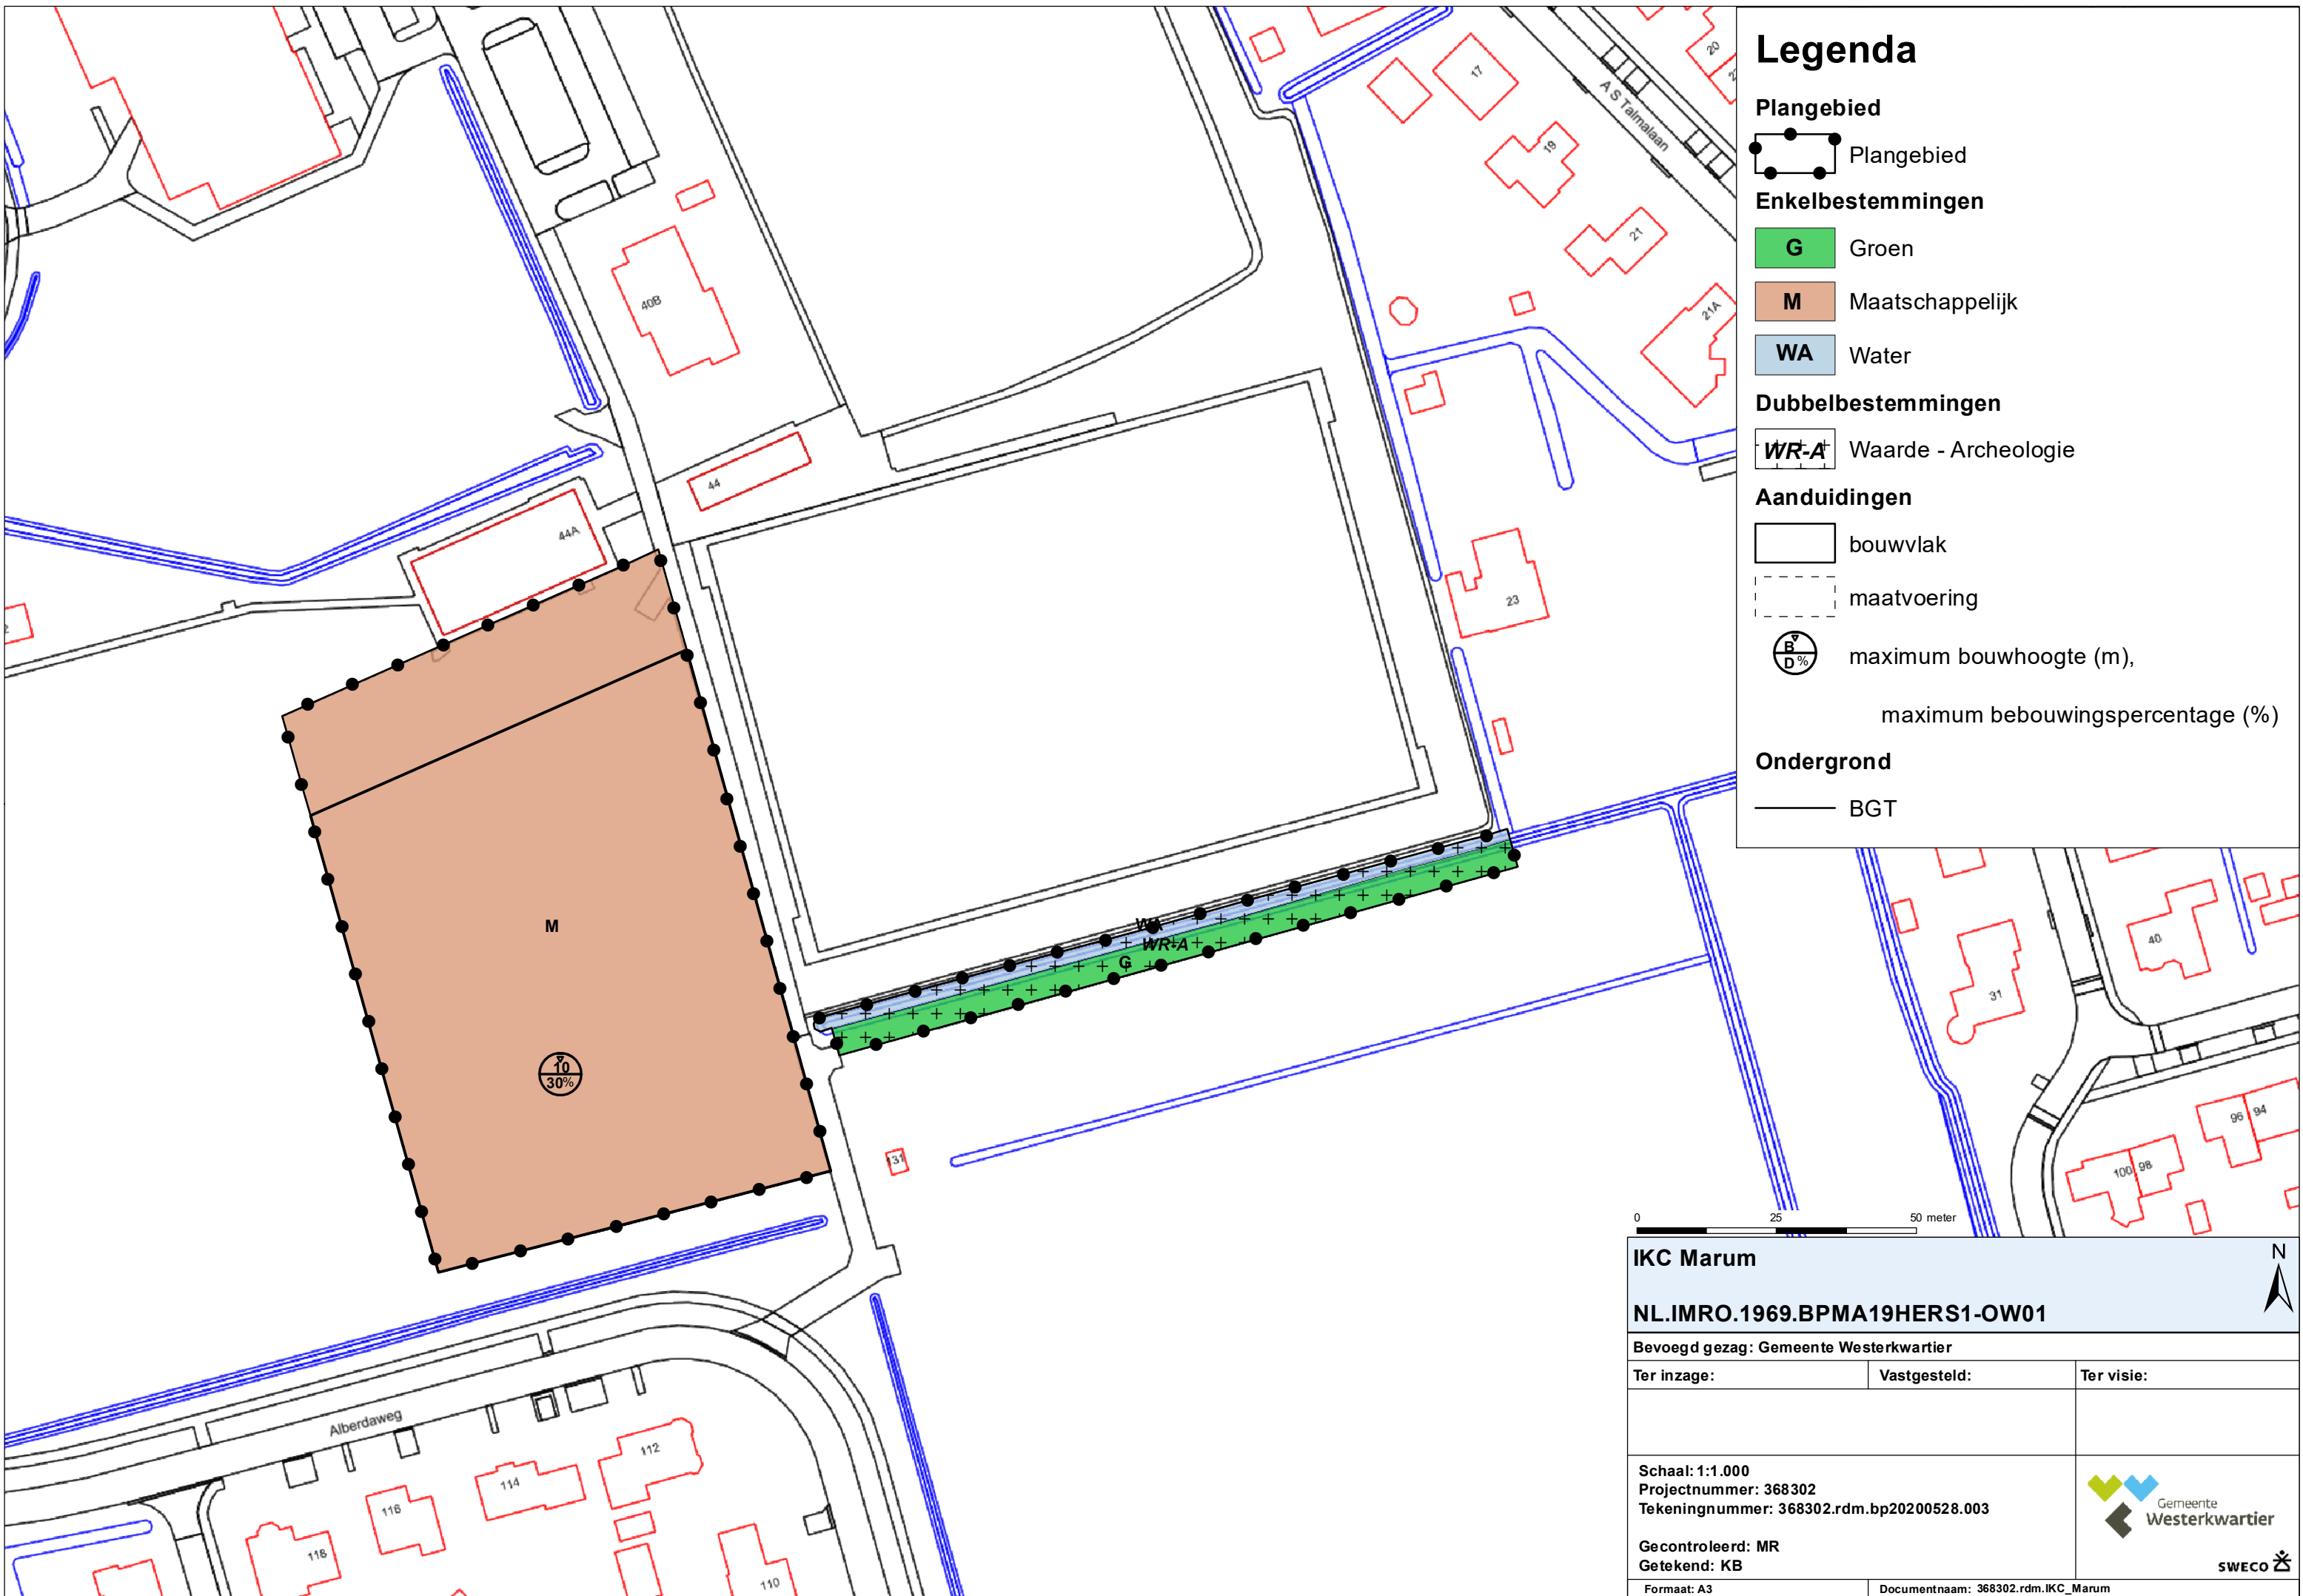 Legenda
Plangebied
Plangebied
Enkelbestemmingen
G Groen
M Maatschappelijk
WA Water
Dubbelbestemmingen
WR-A Waarde - Archeologie
Aanduidingen
bouwvlak
maatvoering
B
D %
maximum bouwhoogte (m),
maximum bebouwingspercentage (%)
Ondergrond
BGT
A S Talmalaan
17
19
20
21
21A
23
40B
44
44A
M
10
30%
WA
WR-A
G
131
31
40
96
94
100
98
Alberdaweg
112
114
116
118
110
0 25 50 meter
IKC Marum
N
NL.IMRO.1969.BPMA19HERS1-OW01
Bevoegd gezag: Gemeente Westerkwartier
Ter inzage: Vastgesteld: Ter visie:
Schaal: 1:1.000
Projectnummer: 368302
Tekeningnummer: 368302.rdm.bp20200528.003
Gecontroleerd: MR
Getekend: KB
Gemeente
Westerkwartier
SWECO
Formaat: A3
Documentnaam: 368302.rdm.IKC_Marum